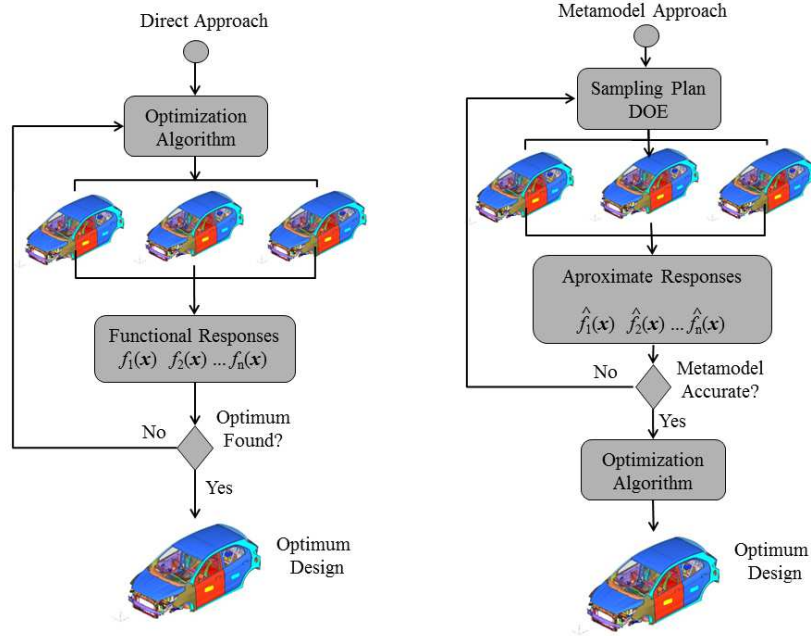 Direct Approach
Optimization
Algorithm
Functional Responses
f₁(x) f₂(x) ... fₙ(x)
Optimum
Found?
No
Yes
Optimum
Design
Metamodel Approach
Sampling Plan
DOE
Aproximate Responses
f̂₁(x) f̂₂(x) ... f̂ₙ(x)
Metamodel
Accurate?
No
Yes
Optimization
Algorithm
Optimum
Design